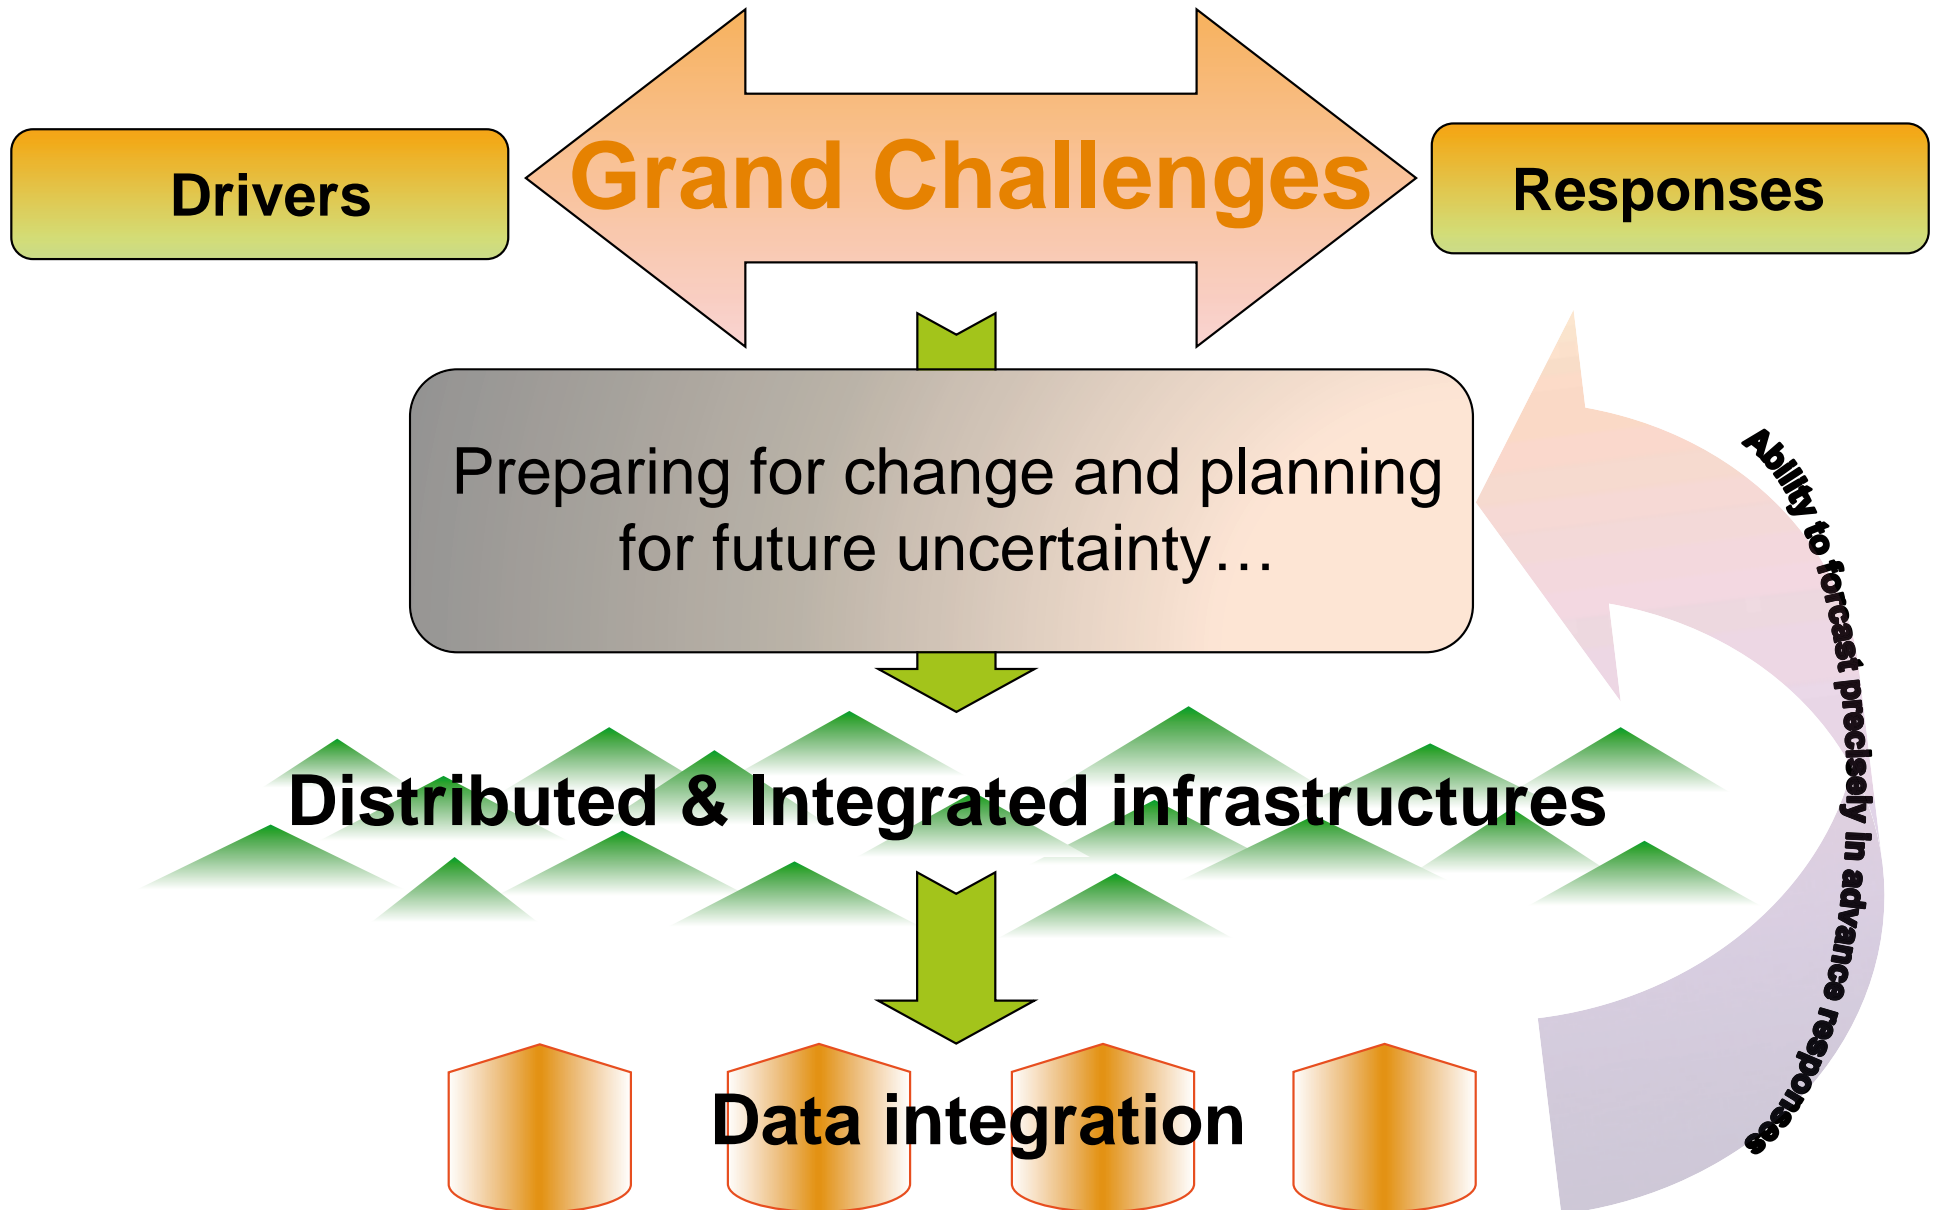 Drivers
Grand Challenges
Responses
Preparing for change and planning
for future uncertainty…
Distributed & Integrated infrastructures
Data integration
Ability to forcast precisely in advance responses